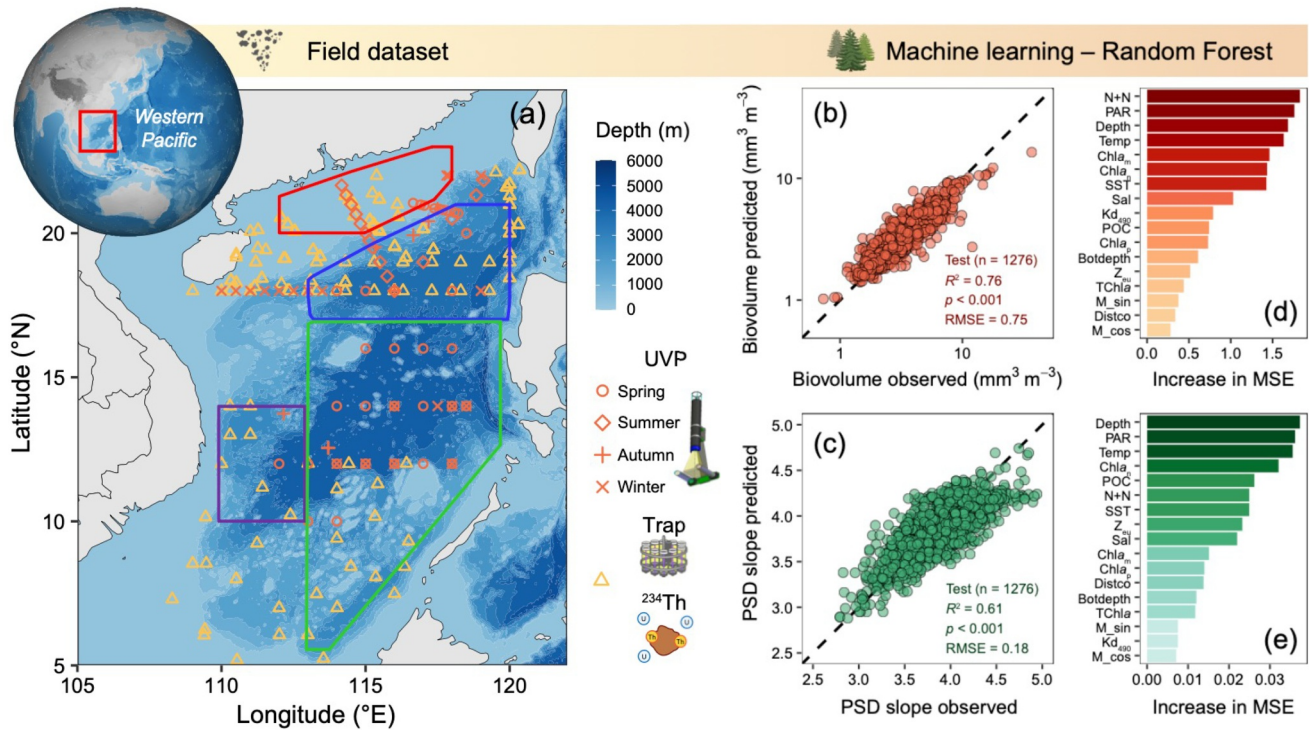 Field dataset
Machine learning – Random Forest
Western
Pacific
(a)
Depth (m)
6000
5000
4000
3000
2000
1000
0
UVP
Spring
Summer
Autumn
Winter
Trap
²³⁴Th
U
U
Th
Th
U
Latitude (°N)
20
15
10
5
105
110
115
120
Longitude (°E)
(b)
Biovolume predicted (mm³ m⁻³)
10
1
Test (n = 1276)
R² = 0.76
p < 0.001
RMSE = 0.75
1
10
Biovolume observed (mm³ m⁻³)
(c)
PSD slope predicted
5.0
4.5
4.0
3.5
3.0
2.5
Test (n = 1276)
R² = 0.61
p < 0.001
RMSE = 0.18
2.5
3.0
3.5
4.0
4.5
5.0
PSD slope observed
N+N
PAR
Depth
Temp
Chlaₘ
Chlaₙ
SST
Sal
Kd₄₉₀
POC
Chlaₚ
Botdepth
Zₑᵤ
TChla
M_sin
Distco
M_cos
(d)
0.0
0.5
1.0
1.5
Increase in MSE
Depth
PAR
Temp
Chlaₙ
POC
N+N
SST
Zₑᵤ
Sal
Chlaₘ
Chlaₚ
Distco
Botdepth
TChla
M_sin
Kd₄₉₀
M_cos
(e)
0.00
0.01
0.02
0.03
Increase in MSE